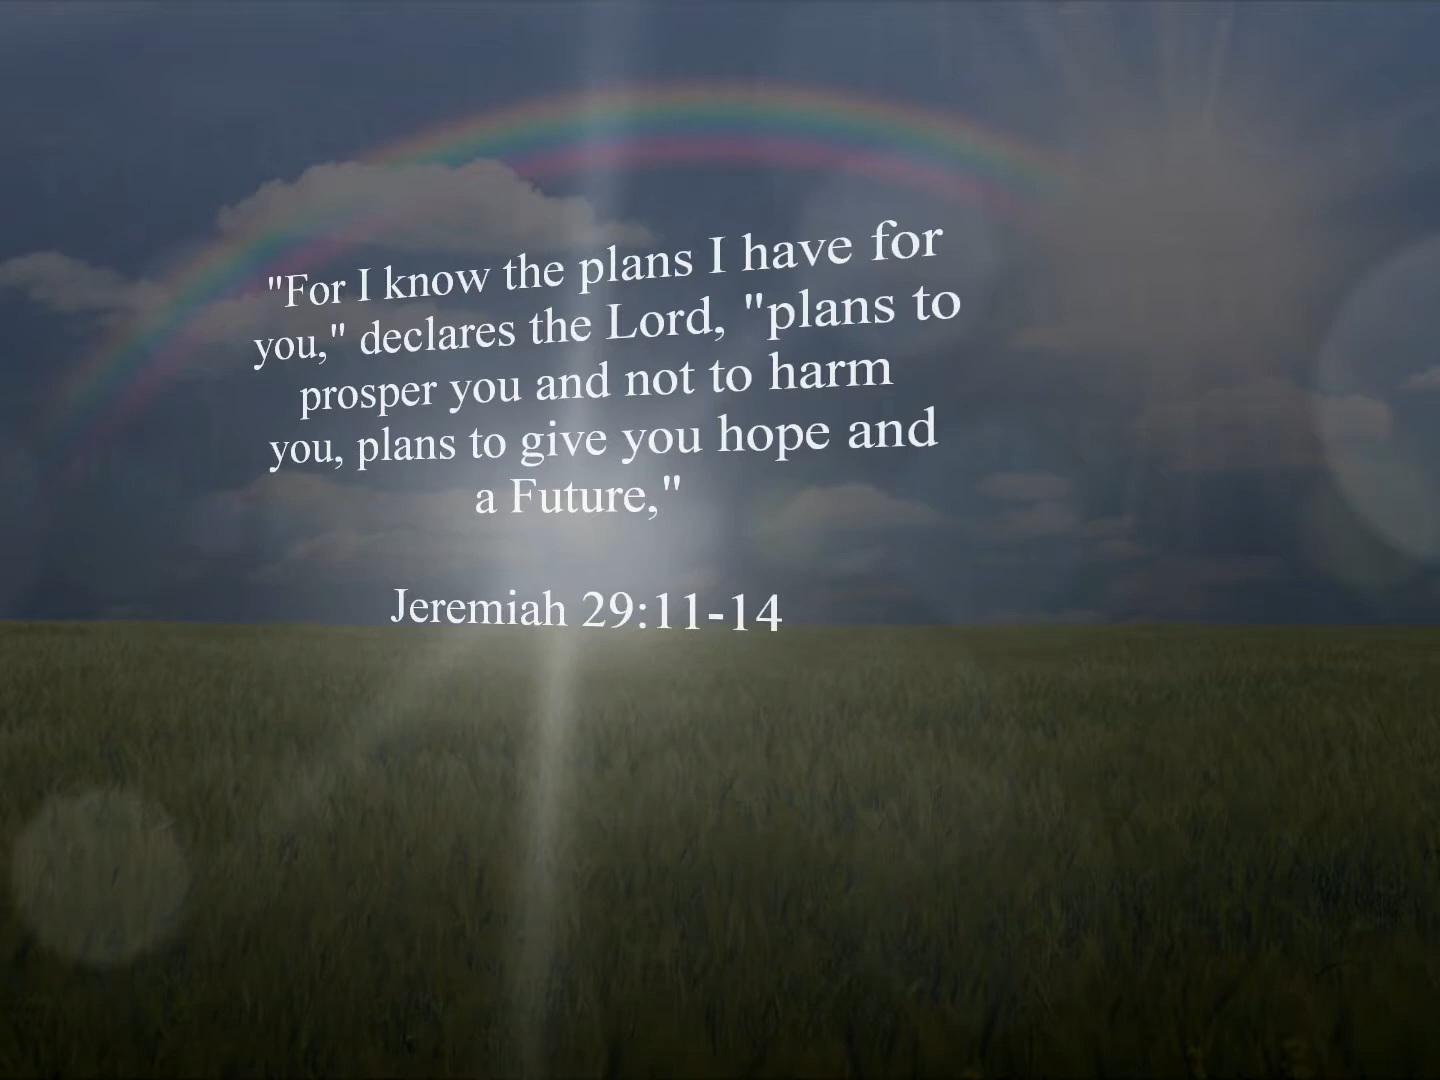 "For I know the plans I have for
you," declares the Lord, "plans to
prosper you and not to harm
you, plans to give you hope and
a Future,"
Jeremiah 29:11-14